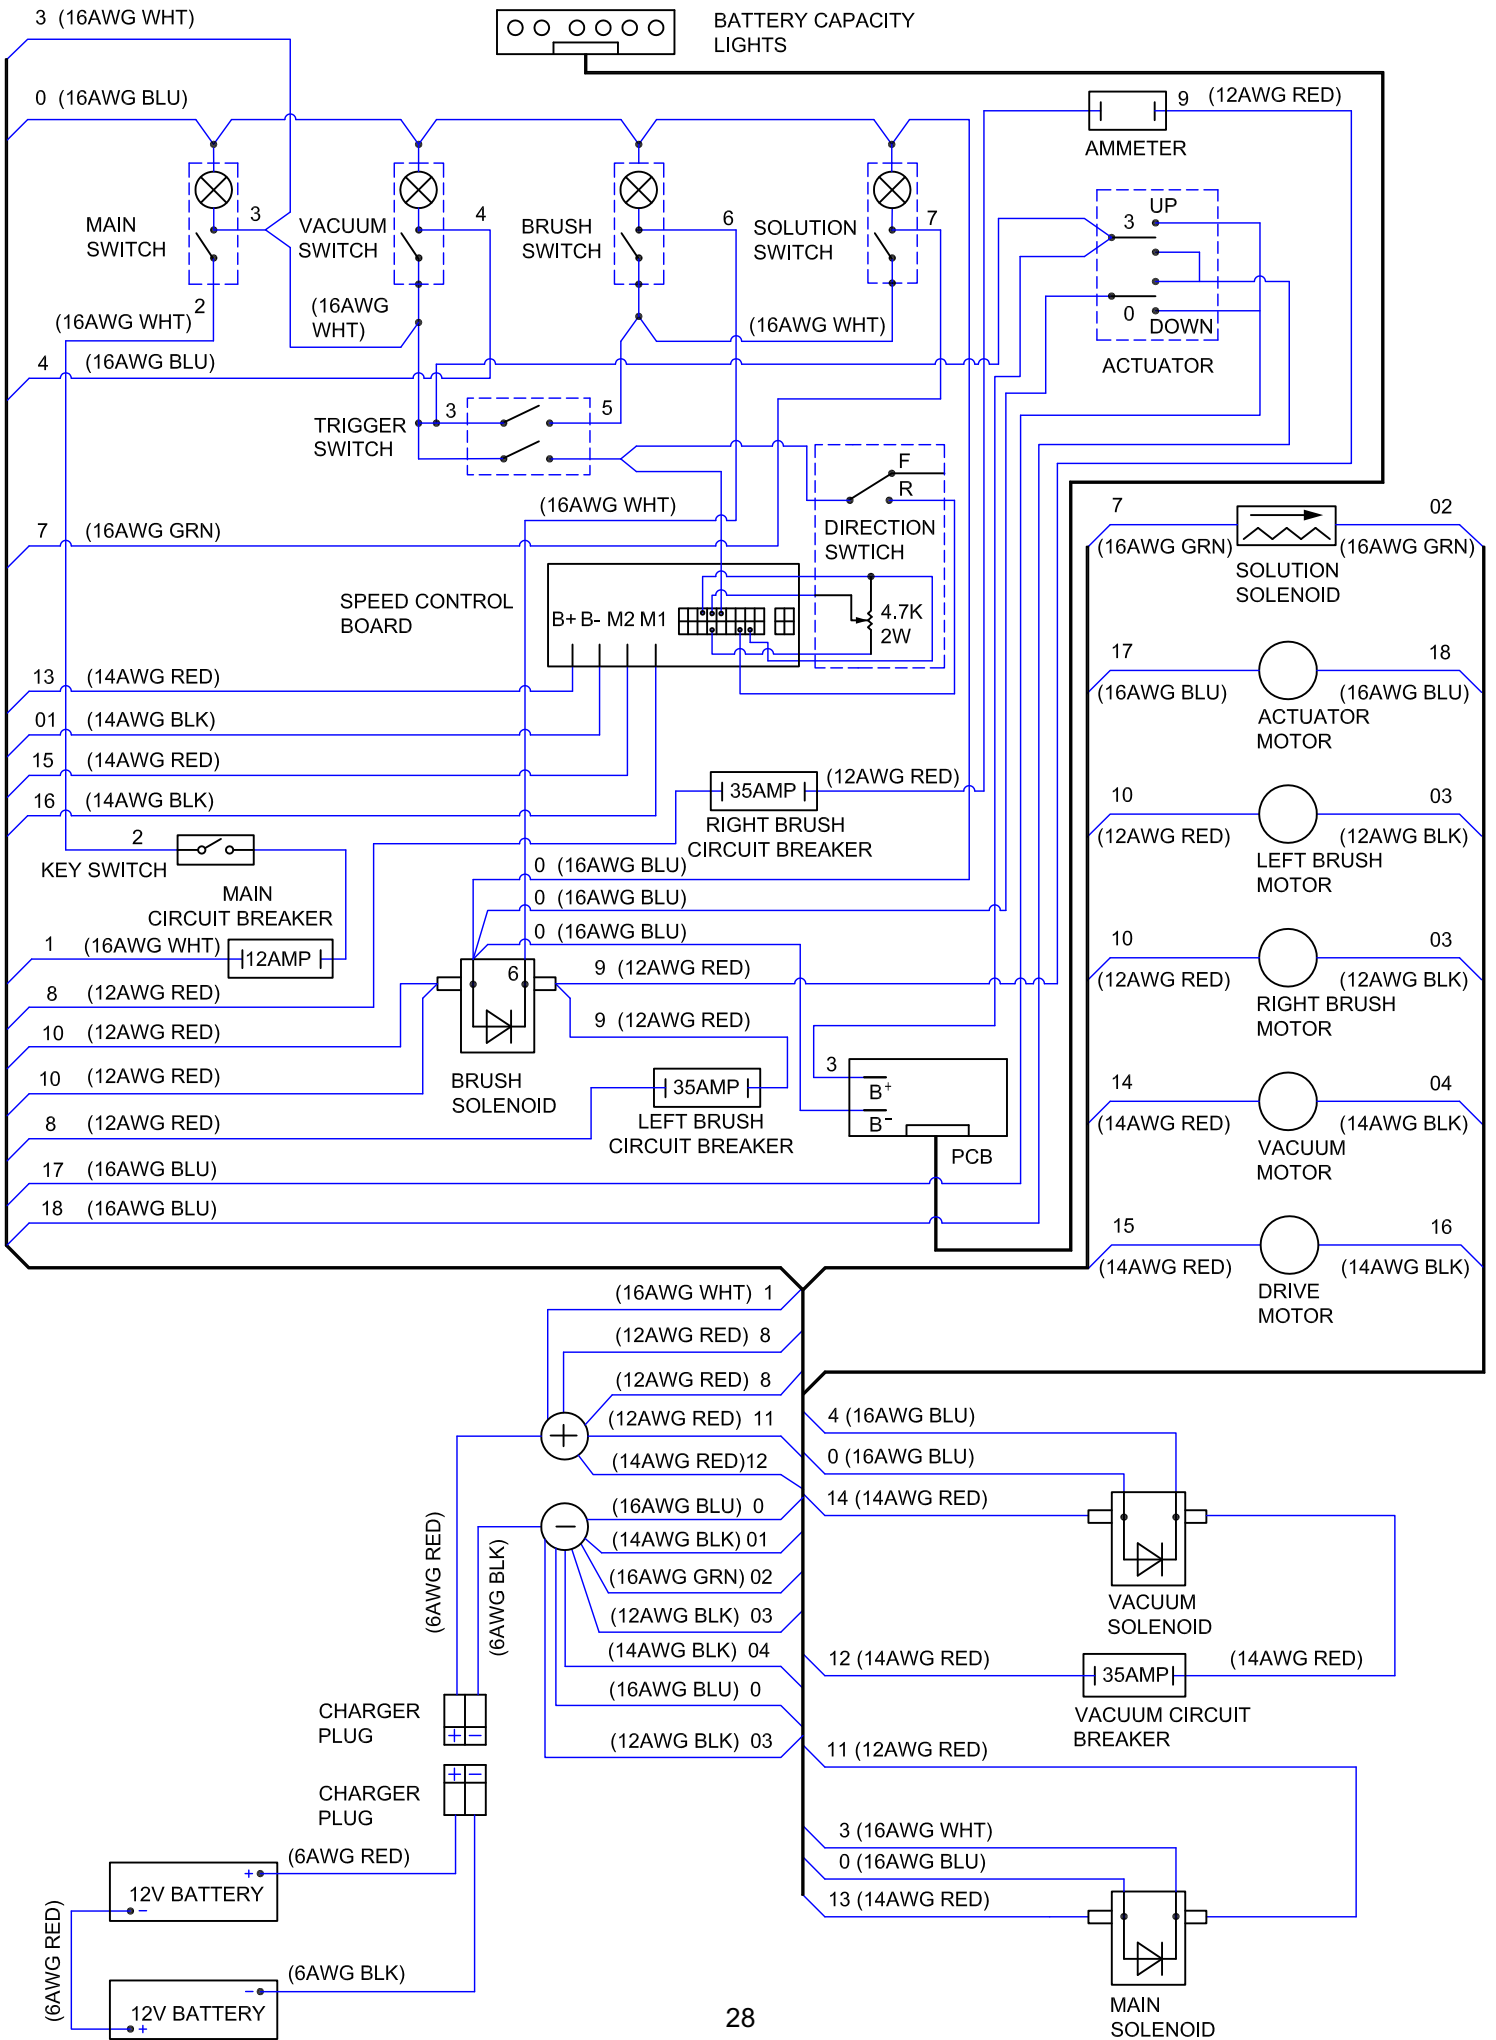 3 (16AWG WHT)
BATTERY CAPACITY
LIGHTS
0 (16AWG BLU)
9 (12AWG RED)
AMMETER
MAIN
SWITCH
3
VACUUM
SWITCH
4
BRUSH
SWITCH
6
SOLUTION
SWITCH
7
UP
3
0
DOWN
ACTUATOR
2
(16AWG WHT)
(16AWG
WHT)
(16AWG WHT)
4 (16AWG BLU)
TRIGGER
SWITCH
3
5
F
R
DIRECTION
SWTICH
(16AWG WHT)
7 (16AWG GRN)
SPEED CONTROL
BOARD
B+ B- M2 M1
4.7K
2W
13 (14AWG RED)
01 (14AWG BLK)
15 (14AWG RED)
16 (14AWG BLK)
35AMP
(12AWG RED)
RIGHT BRUSH
CIRCUIT BREAKER
2
KEY SWITCH
MAIN
CIRCUIT BREAKER
1 (16AWG WHT)
12AMP
0 (16AWG BLU)
0 (16AWG BLU)
0 (16AWG BLU)
6
9 (12AWG RED)
9 (12AWG RED)
8 (12AWG RED)
10 (12AWG RED)
10 (12AWG RED)
8 (12AWG RED)
BRUSH
SOLENOID
35AMP
LEFT BRUSH
CIRCUIT BREAKER
3
B+
B-
PCB
17 (16AWG BLU)
18 (16AWG BLU)
7
02
(16AWG GRN)
(16AWG GRN)
SOLUTION
SOLENOID
17
18
(16AWG BLU)
(16AWG BLU)
ACTUATOR
MOTOR
10
03
(12AWG RED)
(12AWG BLK)
LEFT BRUSH
MOTOR
10
03
(12AWG RED)
(12AWG BLK)
RIGHT BRUSH
MOTOR
14
04
(14AWG RED)
(14AWG BLK)
VACUUM
MOTOR
15
16
(14AWG RED)
(14AWG BLK)
DRIVE
MOTOR
(16AWG WHT) 1
(12AWG RED) 8
(12AWG RED) 8
(12AWG RED) 11
(14AWG RED)12
+
(16AWG BLU) 0
(14AWG BLK) 01
(16AWG GRN) 02
(12AWG BLK) 03
(14AWG BLK) 04
(16AWG BLU) 0
(12AWG BLK) 03
−
(6AWG RED)
(6AWG BLK)
4 (16AWG BLU)
0 (16AWG BLU)
14 (14AWG RED)
VACUUM
SOLENOID
12 (14AWG RED)
35AMP
(14AWG RED)
VACUUM CIRCUIT
BREAKER
11 (12AWG RED)
3 (16AWG WHT)
0 (16AWG BLU)
13 (14AWG RED)
MAIN
SOLENOID
CHARGER
PLUG
+ −
+ −
CHARGER
PLUG
(6AWG RED)
+
12V BATTERY
−
(6AWG RED)
(6AWG BLK)
−
12V BATTERY
+
28